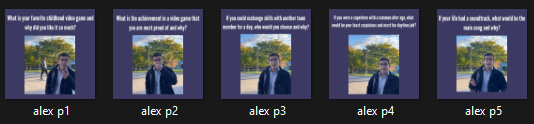 What is your favorite childhood video game and
why did you like it so much?
What is the achievement in a video game that
you are most proud of and why?
If you could exchange skills with another team
member for a day, who would you choose and why?
If you were a superhero with a common alter ego, what
would be your least suspicious and most fun daytime job?
If your life had a soundtrack, what would be the
main song and why?
alex p1
alex p2
alex p3
alex p4
alex p5